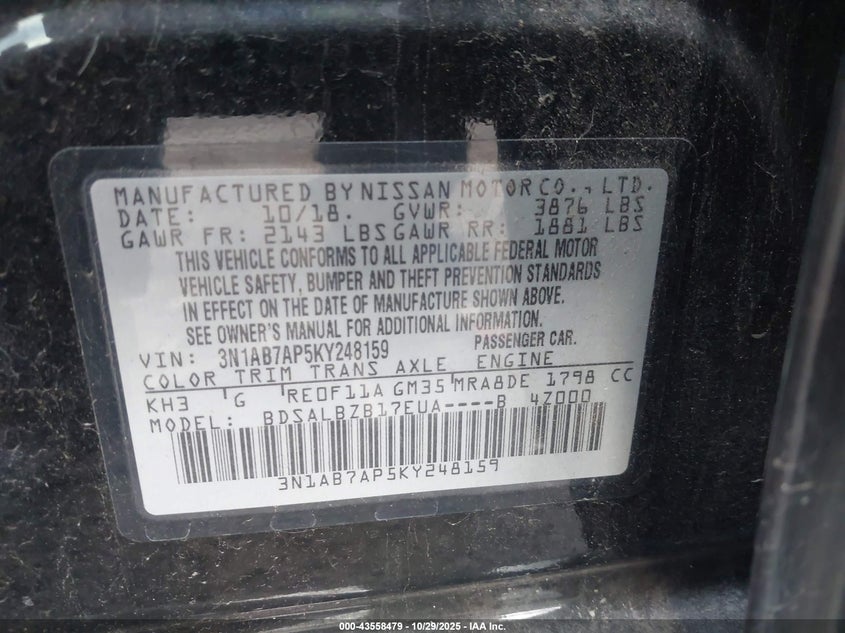 MANUFACTURED BY NISSAN MOTOR CO., LTD.
DATE: 10/18. GVWR: 3876 LBS
GAWR FR: 2143 LBS GAWR RR: 1881 LBS
THIS VEHICLE CONFORMS TO ALL APPLICABLE FEDERAL MOTOR
VEHICLE SAFETY, BUMPER AND THEFT PREVENTION STANDARDS
IN EFFECT ON THE DATE OF MANUFACTURE SHOWN ABOVE.
SEE OWNER'S MANUAL FOR ADDITIONAL INFORMATION.
VIN: 3N1AB7AP5KY248159 PASSENGER CAR.
COLOR TRIM TRANS AXLE ENGINE
KH3 'G 'RE0F11A GM35'MRA8DE 1798 CC
MODEL: BDSALBZB17EUA----B 4Z000
3N1AB7AP5KY248159
000-43558479 - 10/29/2025 - IAA Inc.